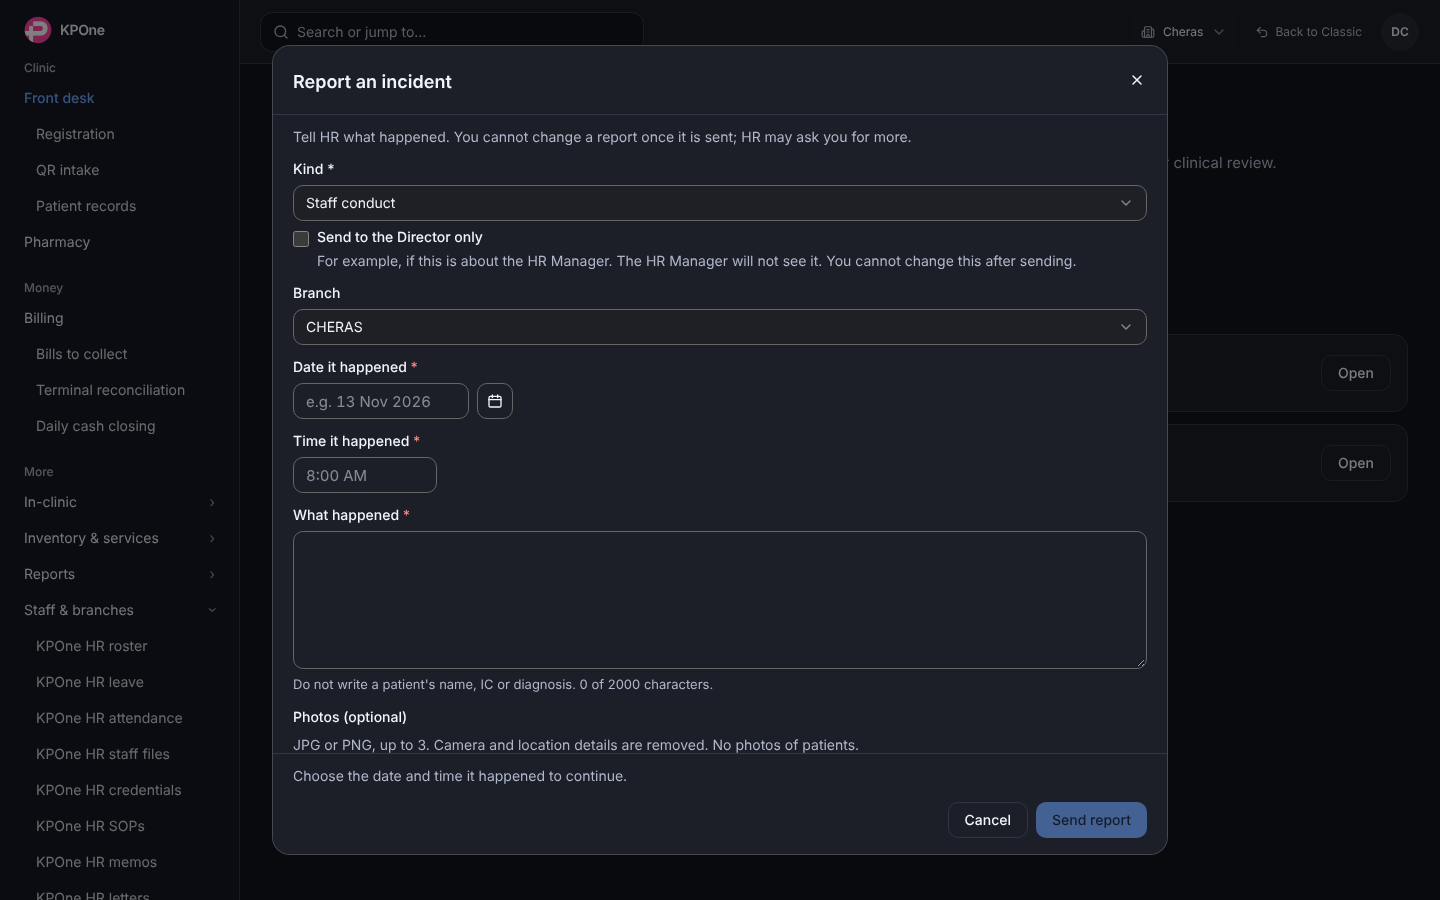 KPOne
Search or jump to...
Cheras
Back to Classic
DC
Clinic
Front desk
Registration
QR intake
Patient records
Pharmacy
Money
Billing
Bills to collect
Terminal reconciliation
Daily cash closing
More
In-clinic
Inventory & services
Reports
Staff & branches
KPOne HR roster
KPOne HR leave
KPOne HR attendance
KPOne HR staff files
KPOne HR credentials
KPOne HR SOPs
KPOne HR memos
KPOne HR letters
Report an incident
Tell HR what happened. You cannot change a report once it is sent; HR may ask you for more.
Kind *
Staff conduct
Send to the Director only
For example, if this is about the HR Manager. The HR Manager will not see it. You cannot change this after sending.
Branch
CHERAS
Date it happened *
e.g. 13 Nov 2026
Time it happened *
8:00 AM
What happened *
Do not write a patient's name, IC or diagnosis. 0 of 2000 characters.
Photos (optional)
JPG or PNG, up to 3. Camera and location details are removed. No photos of patients.
Choose the date and time it happened to continue.
Cancel
Send report
clinical review.
Open
Open